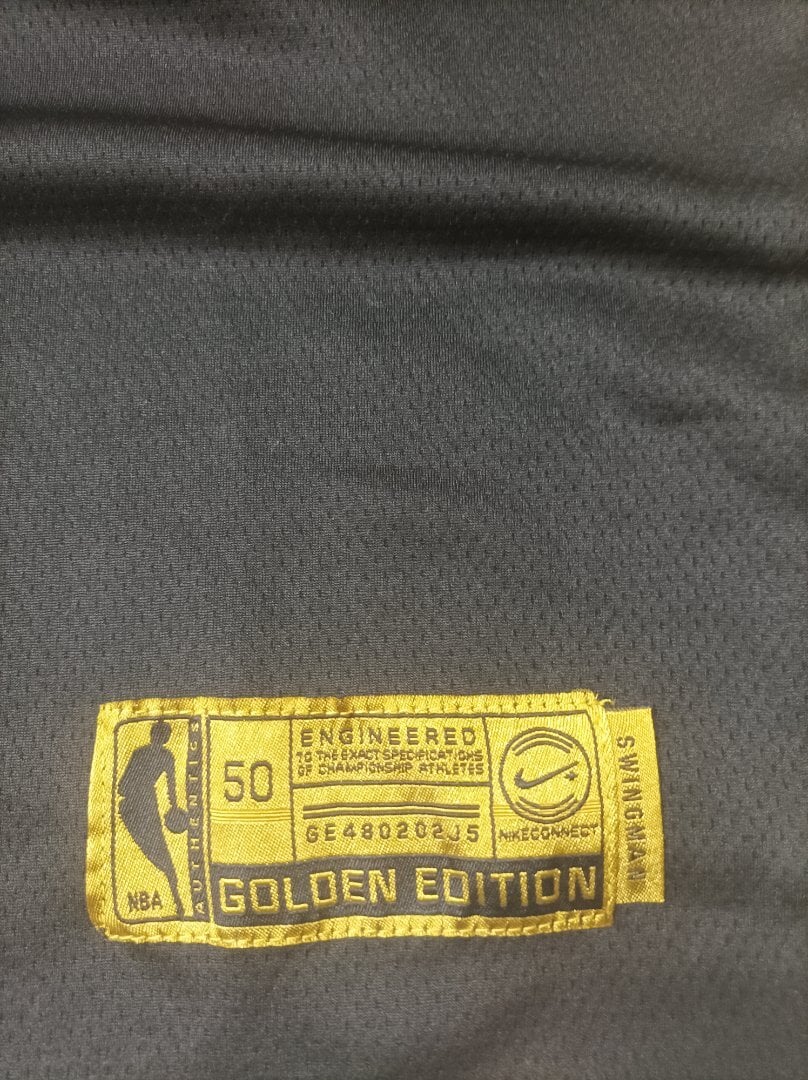 NBA
AUTHENTICS
50
ENGINEERED
TO THE EXACT SPECIFICATIONS
OF CHAMPIONSHIP ATHLETES
GE480202J5
NIKECONNECT
GOLDEN EDITION
SWINGMAN